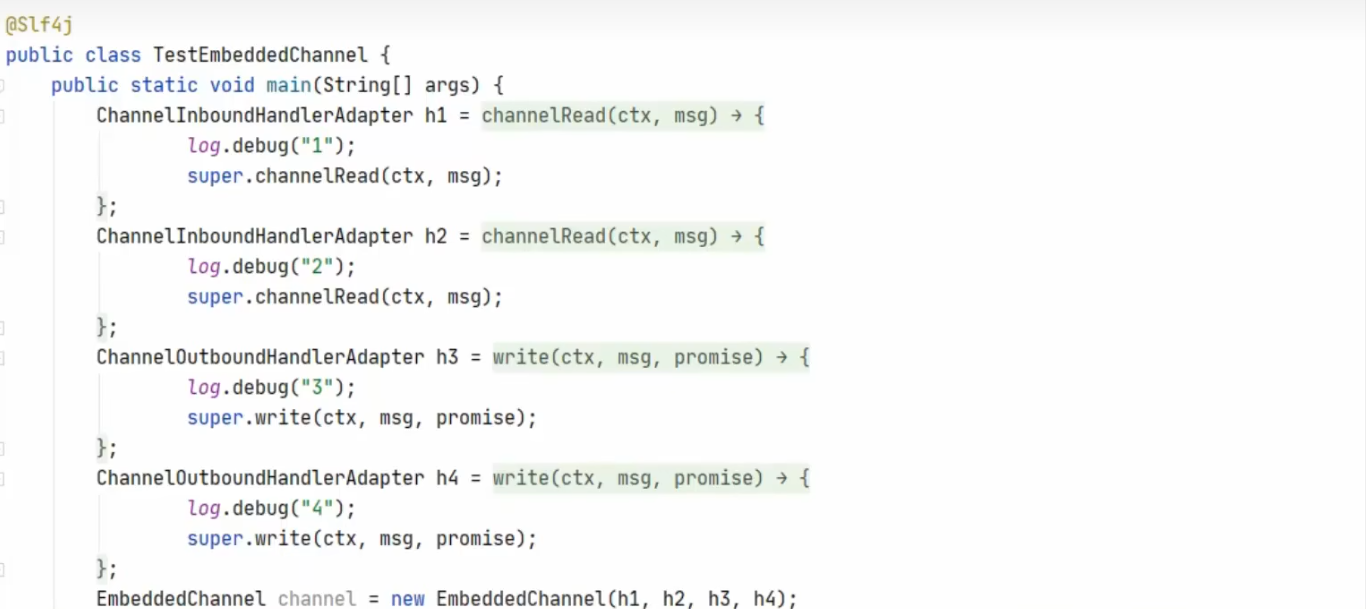 @Slf4j
public class TestEmbeddedChannel {
    public static void main(String[] args) {
        ChannelInboundHandlerAdapter h1 = channelRead(ctx, msg) → {
                log.debug("1");
                super.channelRead(ctx, msg);
        };
        ChannelInboundHandlerAdapter h2 = channelRead(ctx, msg) → {
                log.debug("2");
                super.channelRead(ctx, msg);
        };
        ChannelOutboundHandlerAdapter h3 = write(ctx, msg, promise) → {
                log.debug("3");
                super.write(ctx, msg, promise);
        };
        ChannelOutboundHandlerAdapter h4 = write(ctx, msg, promise) → {
                log.debug("4");
                super.write(ctx, msg, promise);
        };
        EmbeddedChannel channel = new EmbeddedChannel(h1, h2, h3, h4);